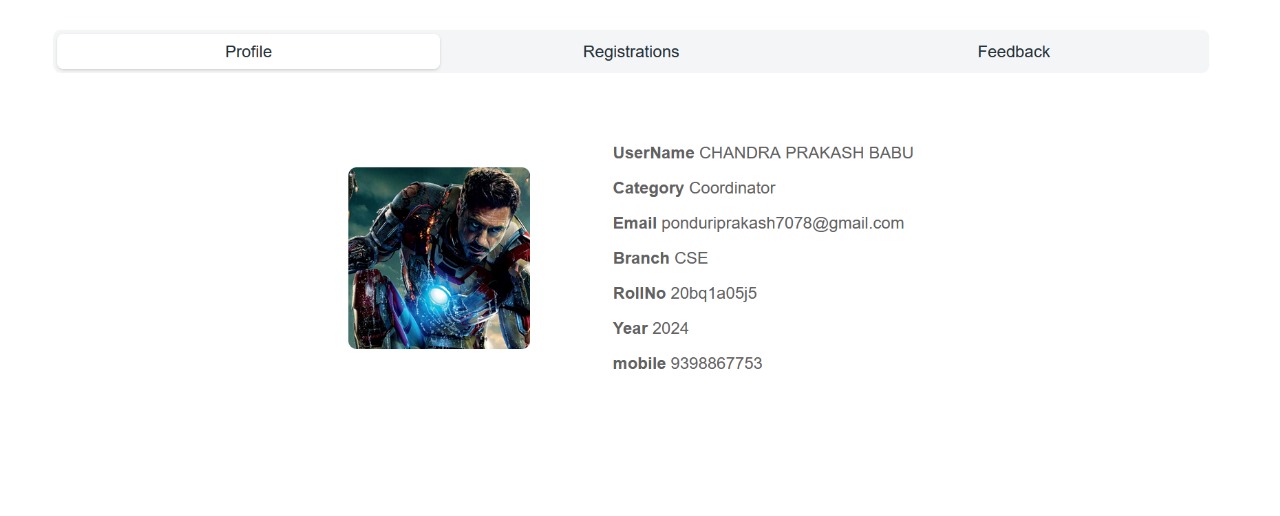 Profile
Registrations
Feedback
UserName CHANDRA PRAKASH BABU
Category Coordinator
Email ponduriprakash7078@gmail.com
Branch CSE
RollNo 20bq1a05j5
Year 2024
mobile 9398867753